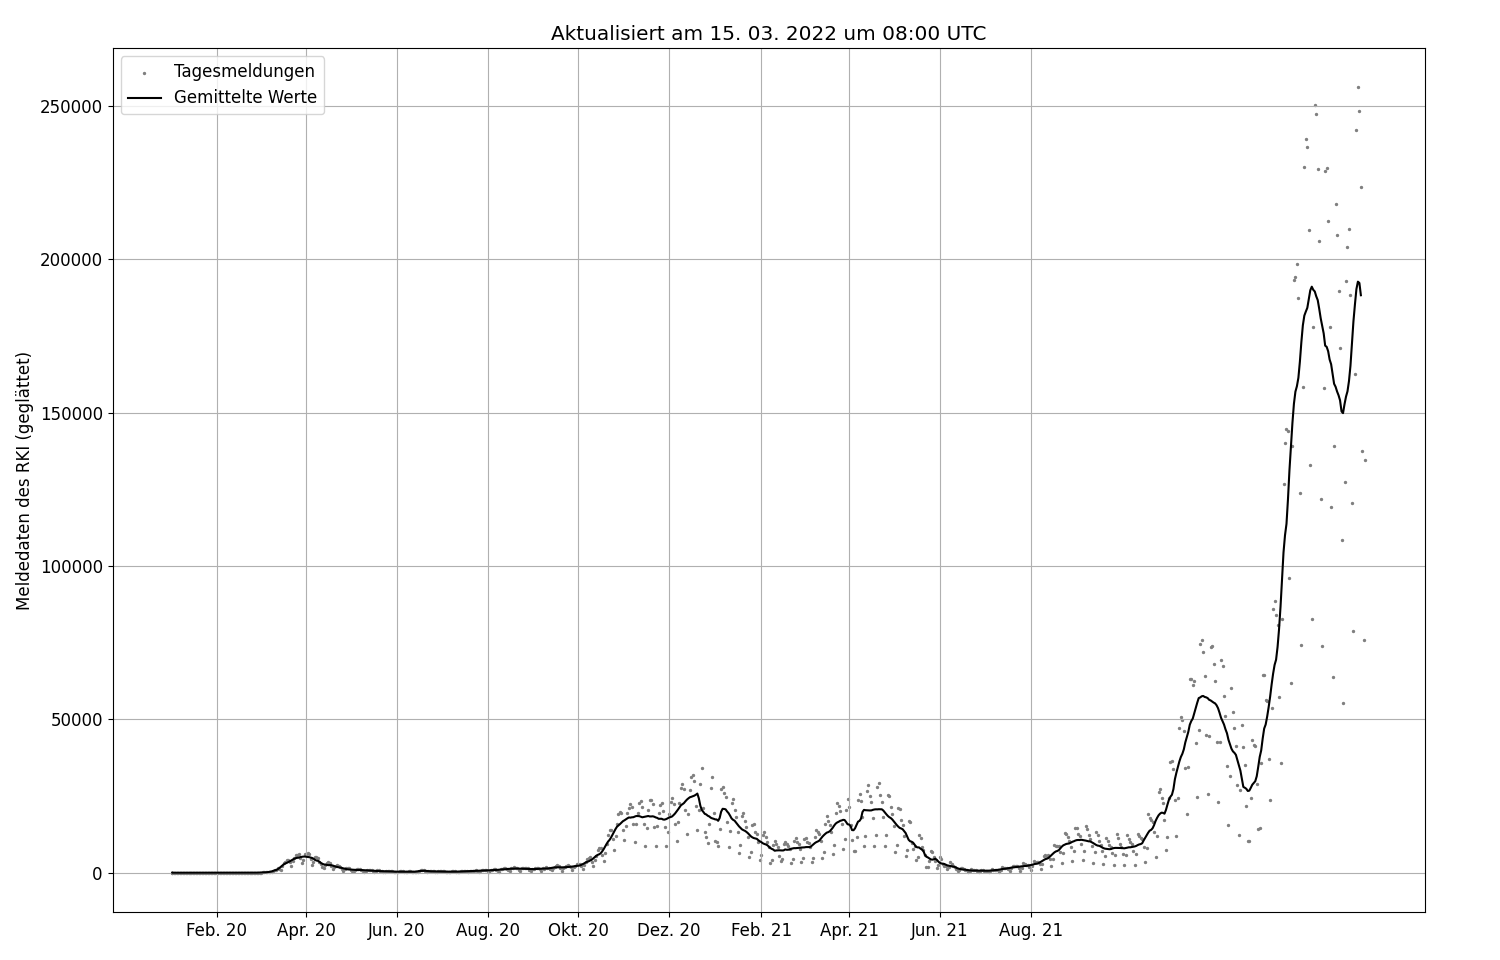 Aktualisiert am 15. 03. 2022 um 08:00 UTC
Tagesmeldungen
Gemittelte Werte
Meldedaten des RKI (geglättet)
250000
200000
150000
100000
50000
0
Feb. 20 Apr. 20 Jun. 20 Aug. 20 Okt. 20 Dez. 20 Feb. 21 Apr. 21 Jun. 21 Aug. 21